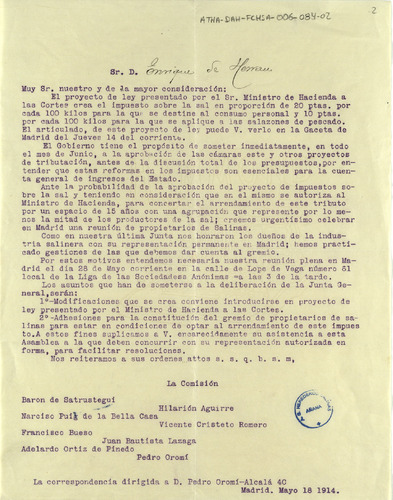 ATHA-DAH-FCHSA-006-084-02
2
Sr. D. Enrique de
Muy Sr. nuestro y de la mayor consideración:
El proyecto de ley presentado por el Sr. Ministro de Hacienda a
las Cortes crea el impuesto sobre la sal en proporción de 20 ptas. por
cada 100 kilos para la que se destine al consumo personal y 10 ptas.
por cada 100 kilos para la que se aplique a las salazones de pescado.
El articulado, de este proyecto de ley puede V. verlo en la Gaceta de
Madrid del Jueves 14 del corriente.
El Gobierno tiene el propósito de someter inmediatamente, en todo
el mes de Junio, a la aprobación de las cámaras este y otros proyectos
de tributación, antes de la discusión total de los presupuestos, por en-
tender que estas reformas en los impuestos son esenciales para la cuen-
ta general de ingresos del Estado.
Ante la probabilidad de la aprobación del proyecto de impuestos so-
bre la sal y teniendo en consideración que en el mismo se autoriza al
Ministro de Hacienda, para concertar el arrendamiento de este tributo
por un espacio de 15 años con una agrupación que represente por lo me-
nos la mitad de los productores de la sal; creemos urgentísimo celebrar
en Madrid una reunión de propietarios de Salinas.
Como en nuestra última Junta nos honraron los dueños de la indus-
tria salinera con su representación permanente en Madrid; hemos practi-
cado gestiones de las que debemos dar cuenta al gremio.
Por estos motivos entendemos necesaria nuestra reunión plena en Ma-
drid el día 28 de Mayo corriente en la calle de Lope de Vega número 51
local de la Liga de las Sociedades Anónimas a las 3 de la tarde.
Los asuntos que han de someterse a la deliberación de la Junta Ge-
neral, serán:
1º-Modificaciones que se crea conviene introducirse en proyecto de
ley presentado por el Ministro de Hacienda a las Cortes.
2º-Adhesiones para la constitución del gremio de propietarios de sa-
linas para estar en condiciones de optar al arrendamiento de este impues-
to. A estos fines suplicamos a V. encarecidamente su asistencia a esta
Asamblea a la que deben concurrir con su representación autorizada en
forma, para facilitar resoluciones.
Nos reiteramos a sus ordenes attos s. s. q. b. s. m.
La Comisión
Baron de Satrustegui
Hilarión Aguirre
Narciso Puig de la Bella Casa
Vicente Cristeto Romero
Francisco Bueso
Juan Bautista Lazaga
Adelardo Ortiz de Pinedo
Pedro Oromí
La correspondencia dirigida a D. Pedro Oromí-Alcalá 40
Madrid. Mayo 18 1914.